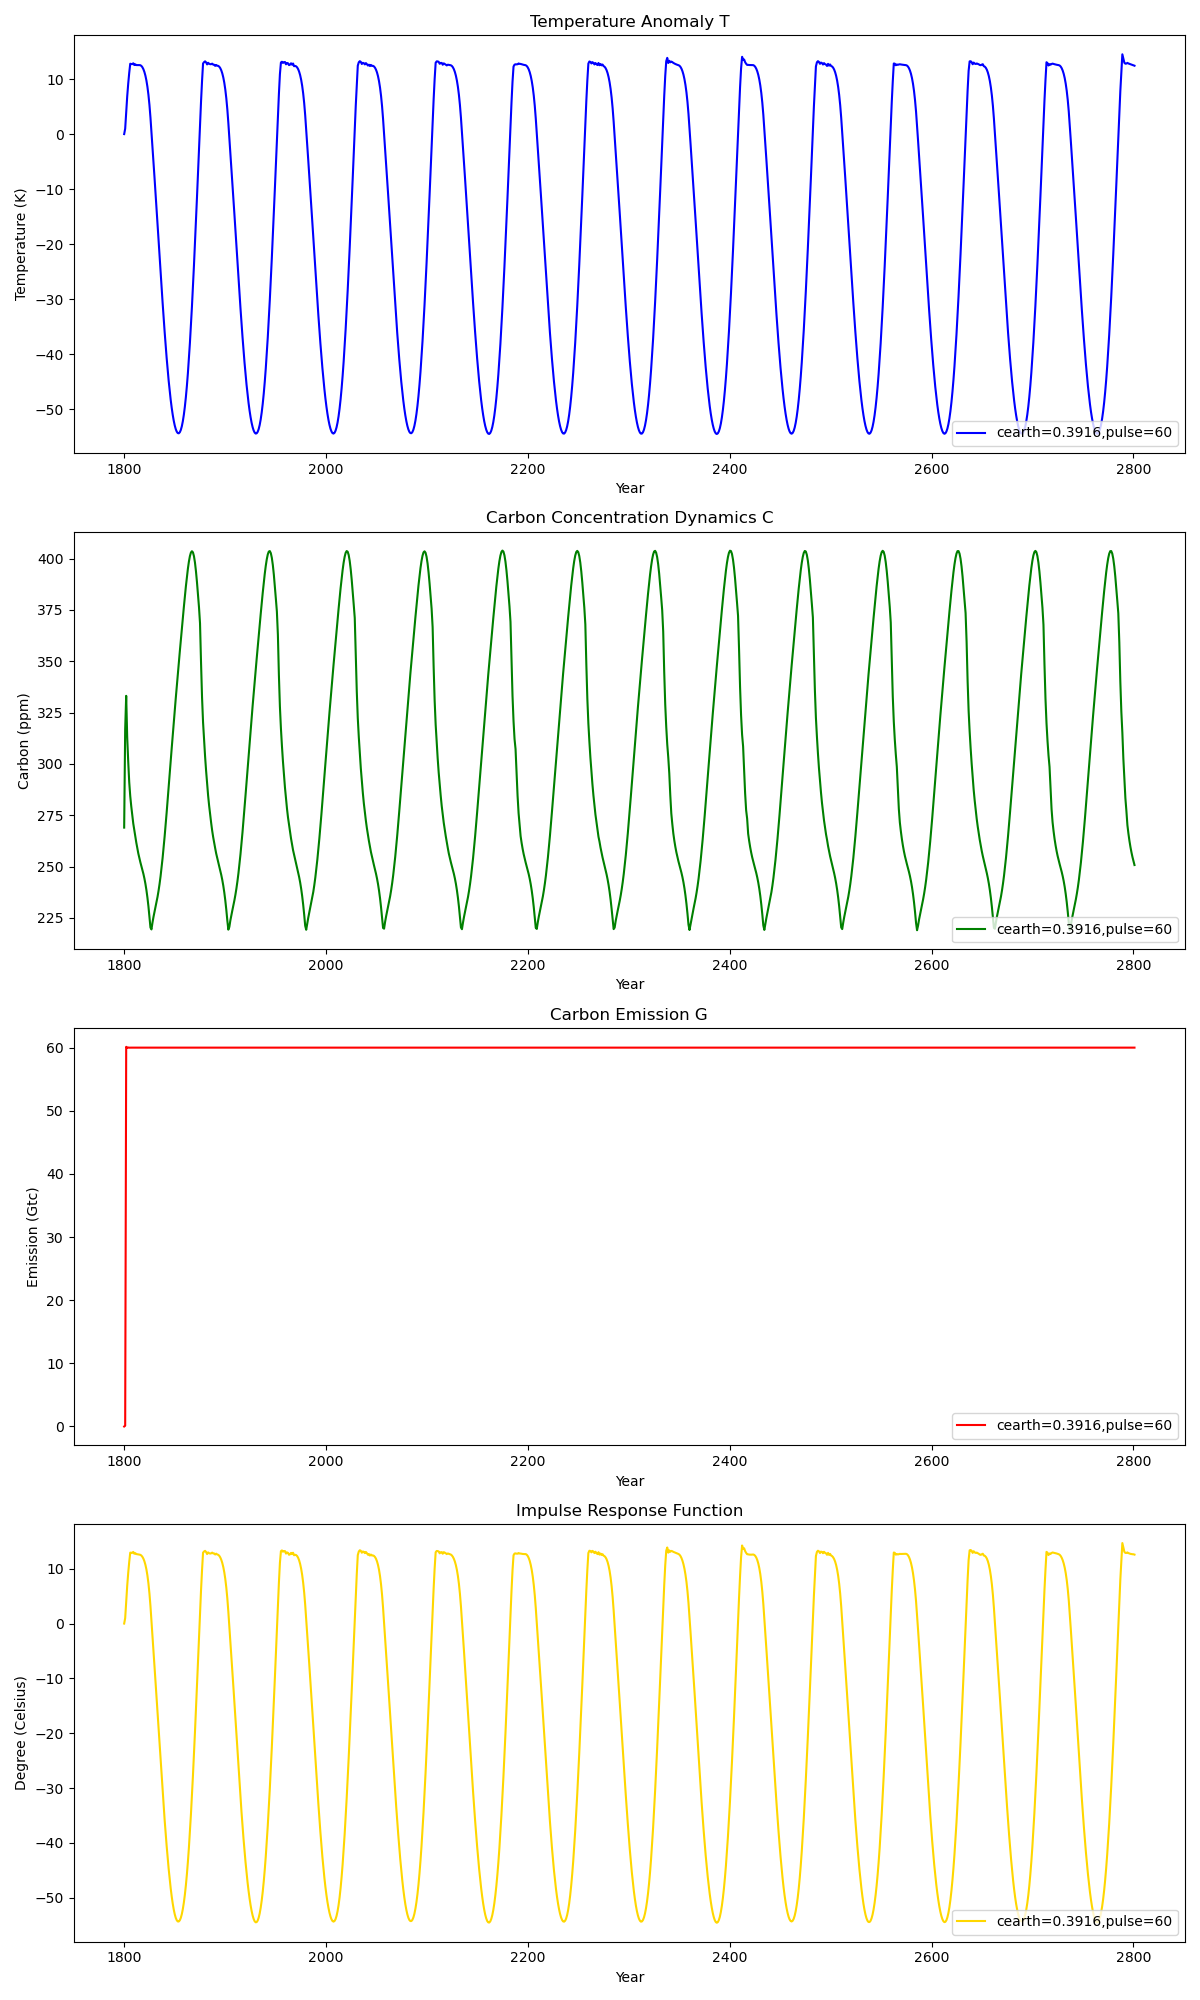 Temperature Anomaly T
10
0
−10
−20
−30
−40
−50
Temperature (K)
cearth=0.3916,pulse=60
1800 2000 2200 2400 2600 2800
Year
Carbon Concentration Dynamics C
400
375
350
325
300
275
250
225
Carbon (ppm)
cearth=0.3916,pulse=60
1800 2000 2200 2400 2600 2800
Year
Carbon Emission G
60
50
40
30
20
10
0
Emission (Gtc)
cearth=0.3916,pulse=60
1800 2000 2200 2400 2600 2800
Year
Impulse Response Function
10
0
−10
−20
−30
−40
−50
Degree (Celsius)
cearth=0.3916,pulse=60
1800 2000 2200 2400 2600 2800
Year